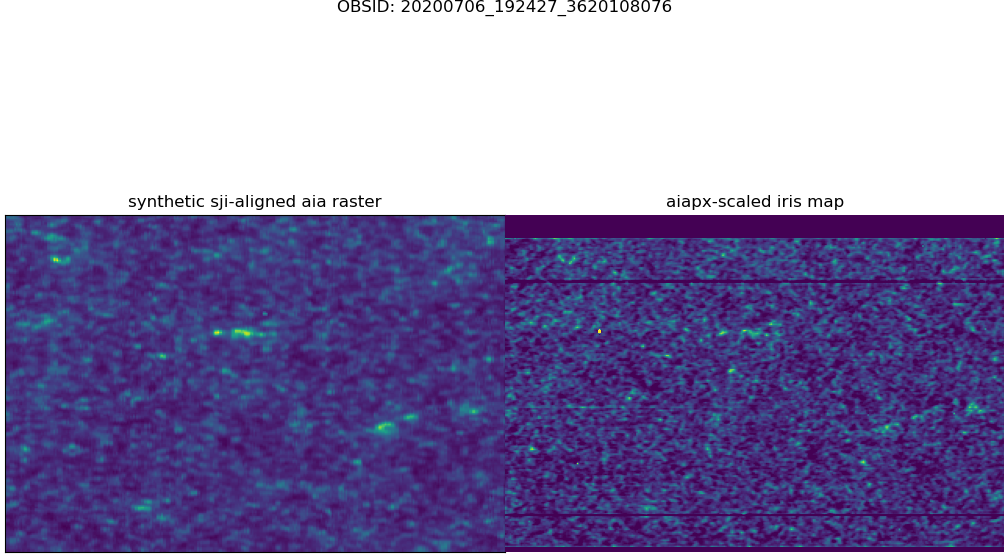 OBSID: 20200706_192427_3620108076
synthetic sji-aligned aia raster
aiapx-scaled iris map